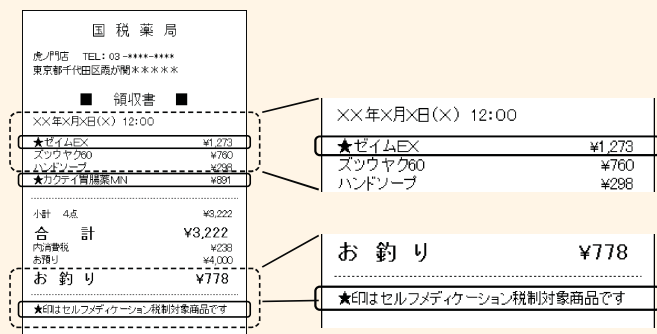 国税薬局
虎ノ門店 TEL：03-****-****
東京都千代田区霞が関＊＊＊＊＊
■ 領収書 ■
XX年X月X日(X) 12:00
★ゼイムEX ¥1,273
ズツウヤク60 ¥760
ハンドソープ ¥298
★カクテイ胃腸薬MN ¥891
小計 4点 ¥3,222
合計 ¥3,222
内消費税 ¥238
お預り ¥4,000
お釣り ¥778
★印はセルフメディケーション税制対象商品です
XX年X月X日(X) 12:00
★ゼイムEX ¥1,273
ズツウヤク60 ¥760
ハンドソープ ¥298
お釣り ¥778
★印はセルフメディケーション税制対象商品です